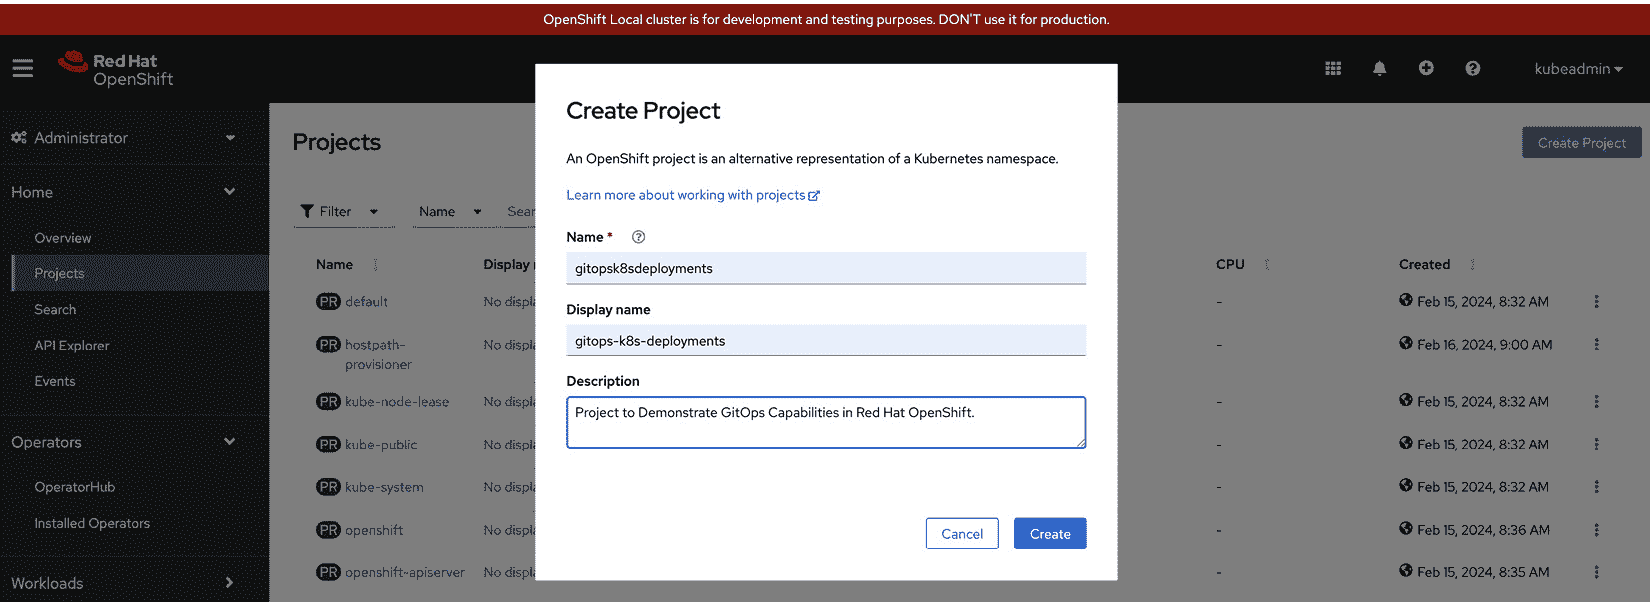 OpenShift Local cluster is for development and testing purposes. DON'T use it for production.
Red Hat
OpenShift
kubeadmin
Administrator
Home
Overview
Projects
Search
API Explorer
Events
Operators
OperatorHub
Installed Operators
Workloads
Projects
Create Project
Filter
Name
Name
Display
CPU
Created
PR default
No displ
-
Feb 15, 2024, 8:32 AM
PR hostpath-
provisioner
No displ
-
Feb 16, 2024, 9:00 AM
PR kube-node-lease
No displ
-
Feb 15, 2024, 8:32 AM
PR kube-public
No displ
-
Feb 15, 2024, 8:32 AM
PR kube-system
No displ
-
Feb 15, 2024, 8:32 AM
PR openshift
No displ
-
Feb 15, 2024, 8:36 AM
PR openshift-apiserver
No displ
-
Feb 15, 2024, 8:35 AM
Create Project
An OpenShift project is an alternative representation of a Kubernetes namespace.
Learn more about working with projects
Name *
gitopsk8sdeployments
Display name
gitops-k8s-deployments
Description
Project to Demonstrate GitOps Capabilities in Red Hat OpenShift.
Cancel
Create